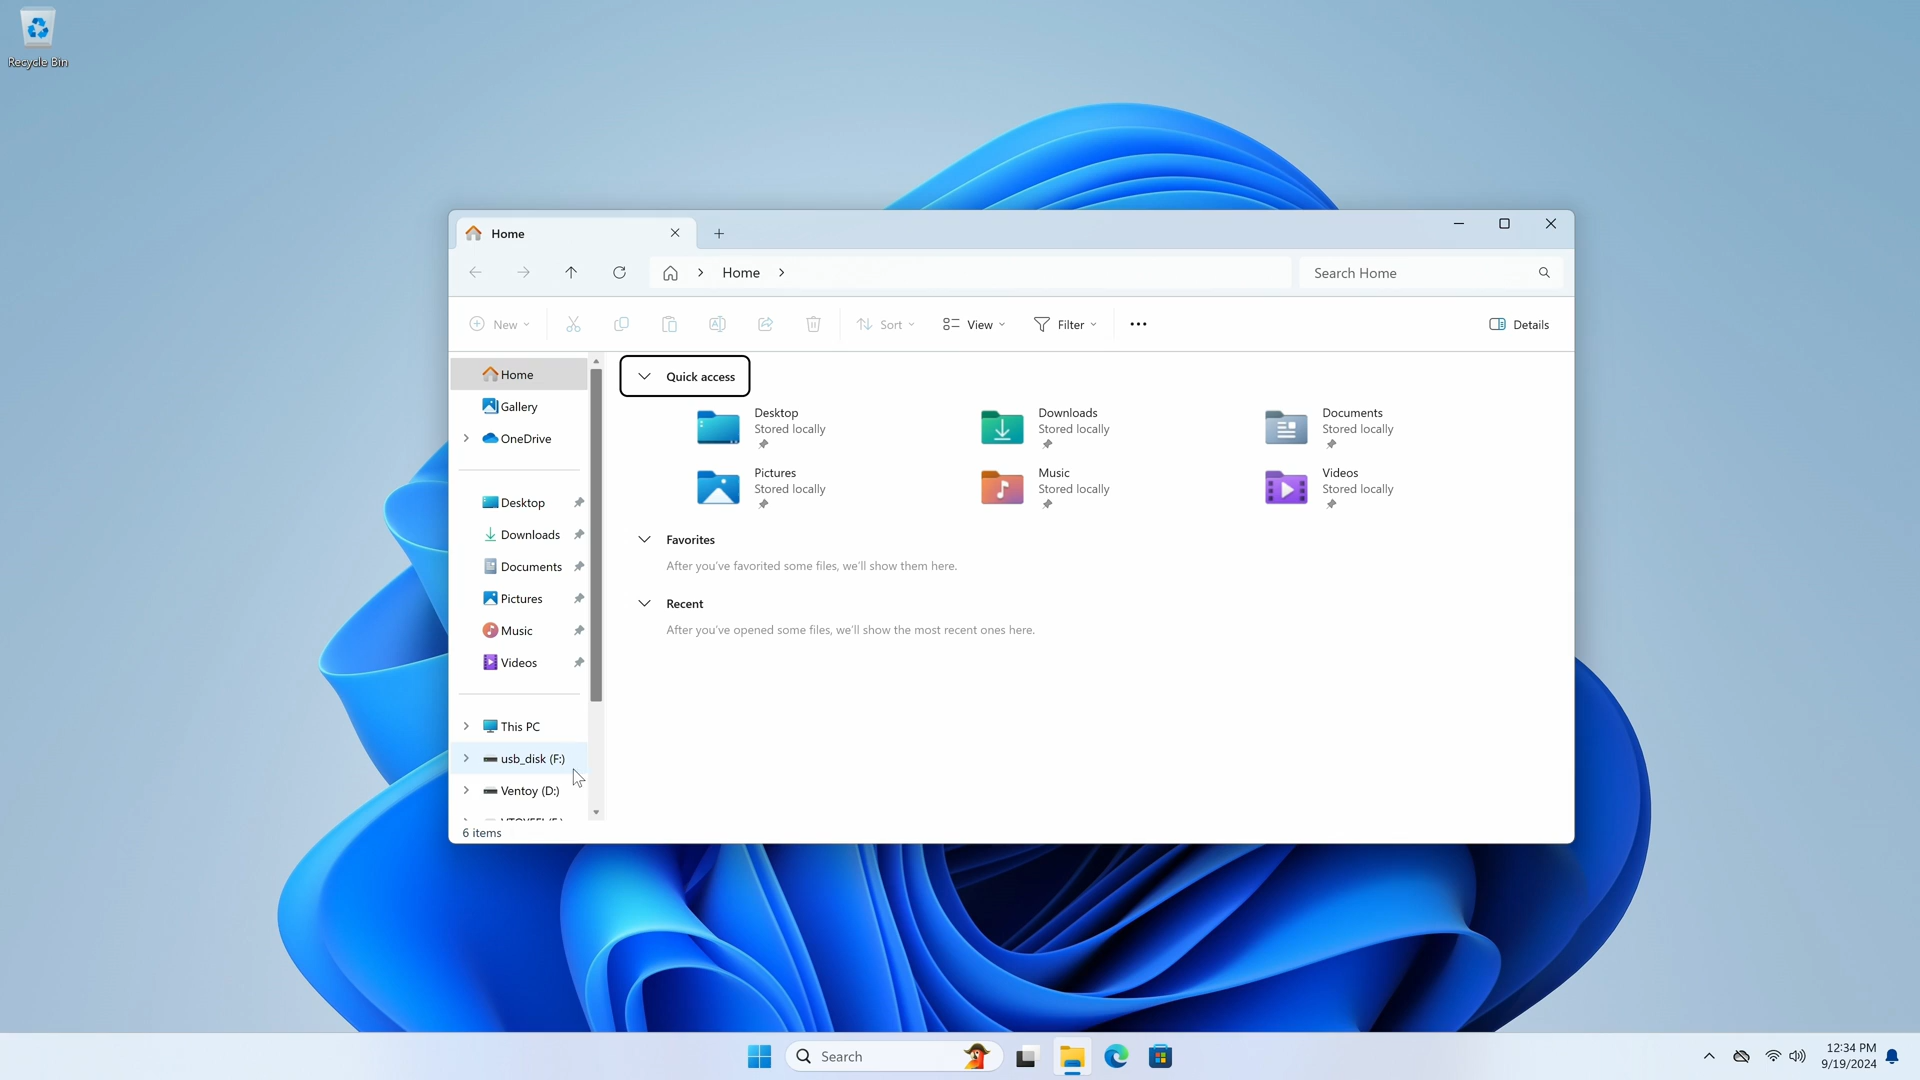 Recycle Bin
Home
Home
Search Home
New
Sort
View
Filter
Details
Home
Gallery
OneDrive
Desktop
Downloads
Documents
Pictures
Music
Videos
This PC
usb_disk (F:)
Ventoy (D:)
Quick access
Desktop
Stored locally
Downloads
Stored locally
Documents
Stored locally
Pictures
Stored locally
Music
Stored locally
Videos
Stored locally
Favorites
After you've favorited some files, we'll show them here.
Recent
After you've opened some files, we'll show the most recent ones here.
6 items
Search
12:34 PM
9/19/2024